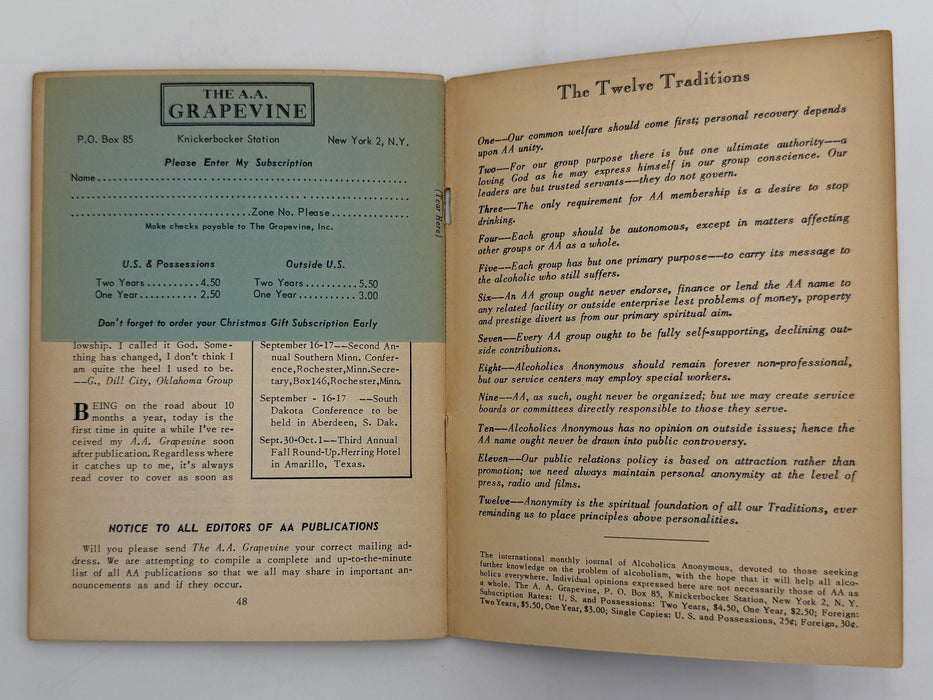 THE A.A.
GRAPEVINE
P.O. Box 85 Knickerbocker Station New York 2, N.Y.
Please Enter My Subscription
Name
Zone No. Please
Make checks payable to The Grapevine, Inc.
U.S. & Possessions
Two Years..........4.50
One Year...........2.50
Outside U.S.
Two Years..........5.50
One Year...........3.00
Don't forget to order your Christmas Gift Subscription Early
(Tear Here)
lowship. I called it God. Some-
thing has changed, I don't think I
am quite the heel I used to be.
—G., Dill City, Oklahoma Group
BEING on the road about 10
months a year, today is the
first time in quite a while I've re-
ceived my A.A. Grapevine soon
after publication. Regardless where
it catches up to me, it's always
read cover to cover as soon as
September 16-17—Second An-
nual Southern Minn. Confer-
ence,Rochester,Minn.Secre-
tary,Box146,Rochester,Minn.
September - 16-17 —South
Dakota Conference to be
held in Aberdeen, S. Dak.
Sept.30-Oct.1—Third Annual
Fall Round-Up.Herring Hotel
in Amarillo, Texas.
NOTICE TO ALL EDITORS OF AA PUBLICATIONS
Will you please send The A.A. Grapevine your correct mailing ad-
dress. We are attempting to compile a complete and up-to-the-minute
list of all AA publications so that we all may share in important an-
nouncements as and if they occur.
48
The Twelve Traditions
One—Our common welfare should come first; personal recovery depends
upon AA unity.
Two—For our group purpose there is but one ultimate authority—a
loving God as he may express himself in our group conscience. Our
leaders are but trusted servants—they do not govern.
Three—The only requirement for AA membership is a desire to stop
drinking.
Four—Each group should be autonomous, except in matters affecting
other groups or AA as a whole.
Five—Each group has but one primary purpose—to carry its message to
the alcoholic who still suffers.
Six—An AA group ought never endorse, finance or lend the AA name to
any related facility or outside enterprise lest problems of money, property
and prestige divert us from our primary spiritual aim.
Seven—Every AA group ought to be fully self-supporting, declining out-
side contributions.
Eight—Alcoholics Anonymous should remain forever non-professional,
but our service centers may employ special workers.
Nine—AA, as such, ought never be organized; but we may create service
boards or committees directly responsible to those they serve.
Ten—Alcoholics Anonymous has no opinion on outside issues; hence the
AA name ought never be drawn into public controversy.
Eleven—Our public relations policy is based on attraction rather than
promotion; we need always maintain personal anonymity at the level of
press, radio and films.
Twelve—Anonymity is the spiritual foundation of all our Traditions, ever
reminding us to place principles above personalities.
The international monthly journal of Alcoholics Anonymous, devoted to those seeking
further knowledge on the problem of alcoholism, with the hope that it will help all alco-
holics everywhere. Individual opinions expressed here are not necessarily those of AA as
a whole. The A. A. Grapevine, P. O. Box 85, Knickerbocker Station, New York 2, N. Y.
Subscription Rates: U. S. and Possessions: Two Years, $4.50, One Year, $2.50; Foreign:
Two Years, $5.50, One Year, $3.00; Single Copies: U. S. and Possessions, 25¢; Foreign, 30¢.